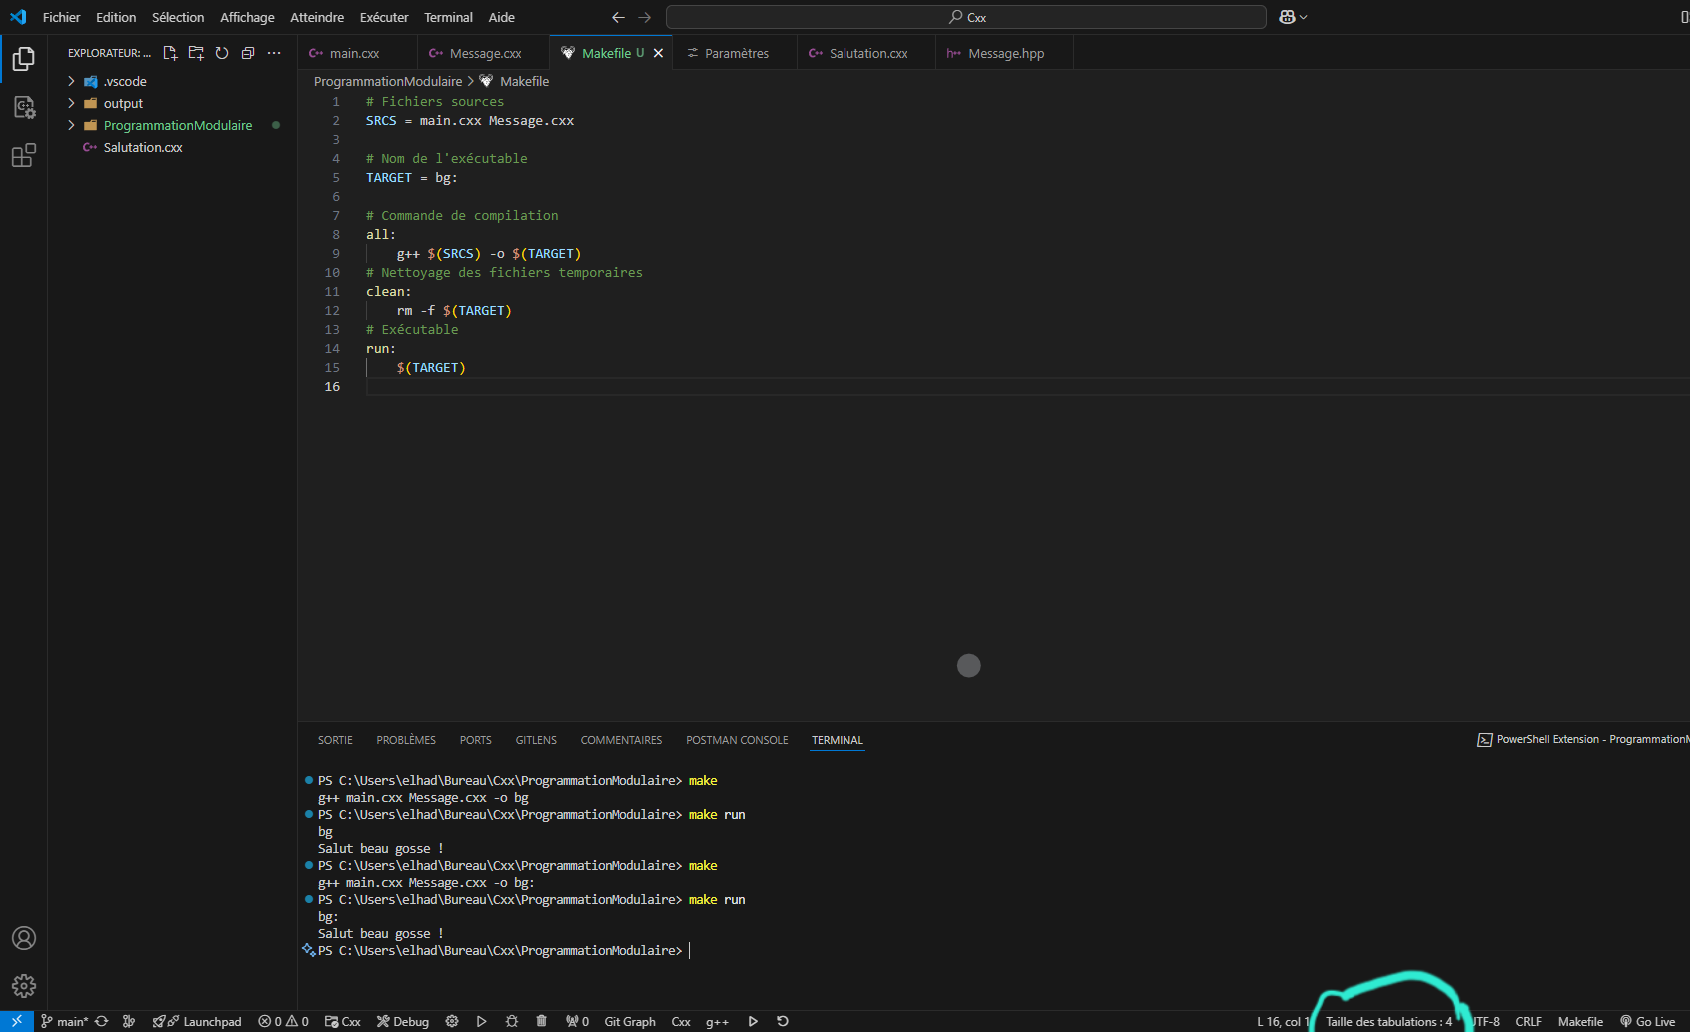 Fichier Edition Sélection Affichage Atteindre Exécuter Terminal Aide
Cxx
EXPLORATEUR: ...
.vscode
output
ProgrammationModulaire
Salutation.cxx
main.cxx Message.cxx Makefile U Paramètres Salutation.cxx Message.hpp
ProgrammationModulaire > Makefile
1 # Fichiers sources
2 SRCS = main.cxx Message.cxx
3
4 # Nom de l'exécutable
5 TARGET = bg:
6
7 # Commande de compilation
8 all:
9 g++ $(SRCS) -o $(TARGET)
10 # Nettoyage des fichiers temporaires
11 clean:
12 rm -f $(TARGET)
13 # Exécutable
14 run:
15 $(TARGET)
16
SORTIE PROBLÈMES PORTS GITLENS COMMENTAIRES POSTMAN CONSOLE TERMINAL
PowerShell Extension - ProgrammationM
PS C:\Users\elhad\Bureau\Cxx\ProgrammationModulaire> make
g++ main.cxx Message.cxx -o bg
PS C:\Users\elhad\Bureau\Cxx\ProgrammationModulaire> make run
bg
Salut beau gosse !
PS C:\Users\elhad\Bureau\Cxx\ProgrammationModulaire> make
g++ main.cxx Message.cxx -o bg:
PS C:\Users\elhad\Bureau\Cxx\ProgrammationModulaire> make run
bg:
Salut beau gosse !
PS C:\Users\elhad\Bureau\Cxx\ProgrammationModulaire>
main* Launchpad 0 0 Cxx Debug 0 Git Graph Cxx g++ L 16, col 1 Taille des tabulations : 4 UTF-8 CRLF Makefile Go Live